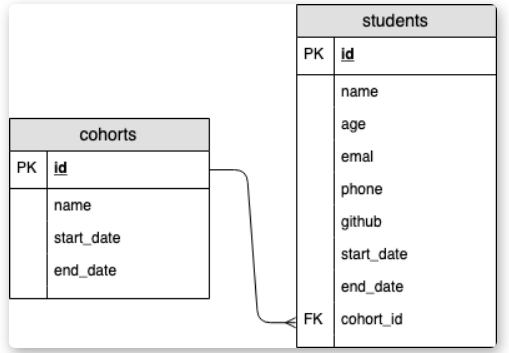 students
PK id
name
age
emal
phone
github
start_date
end_date
FK cohort_id
cohorts
PK id
name
start_date
end_date